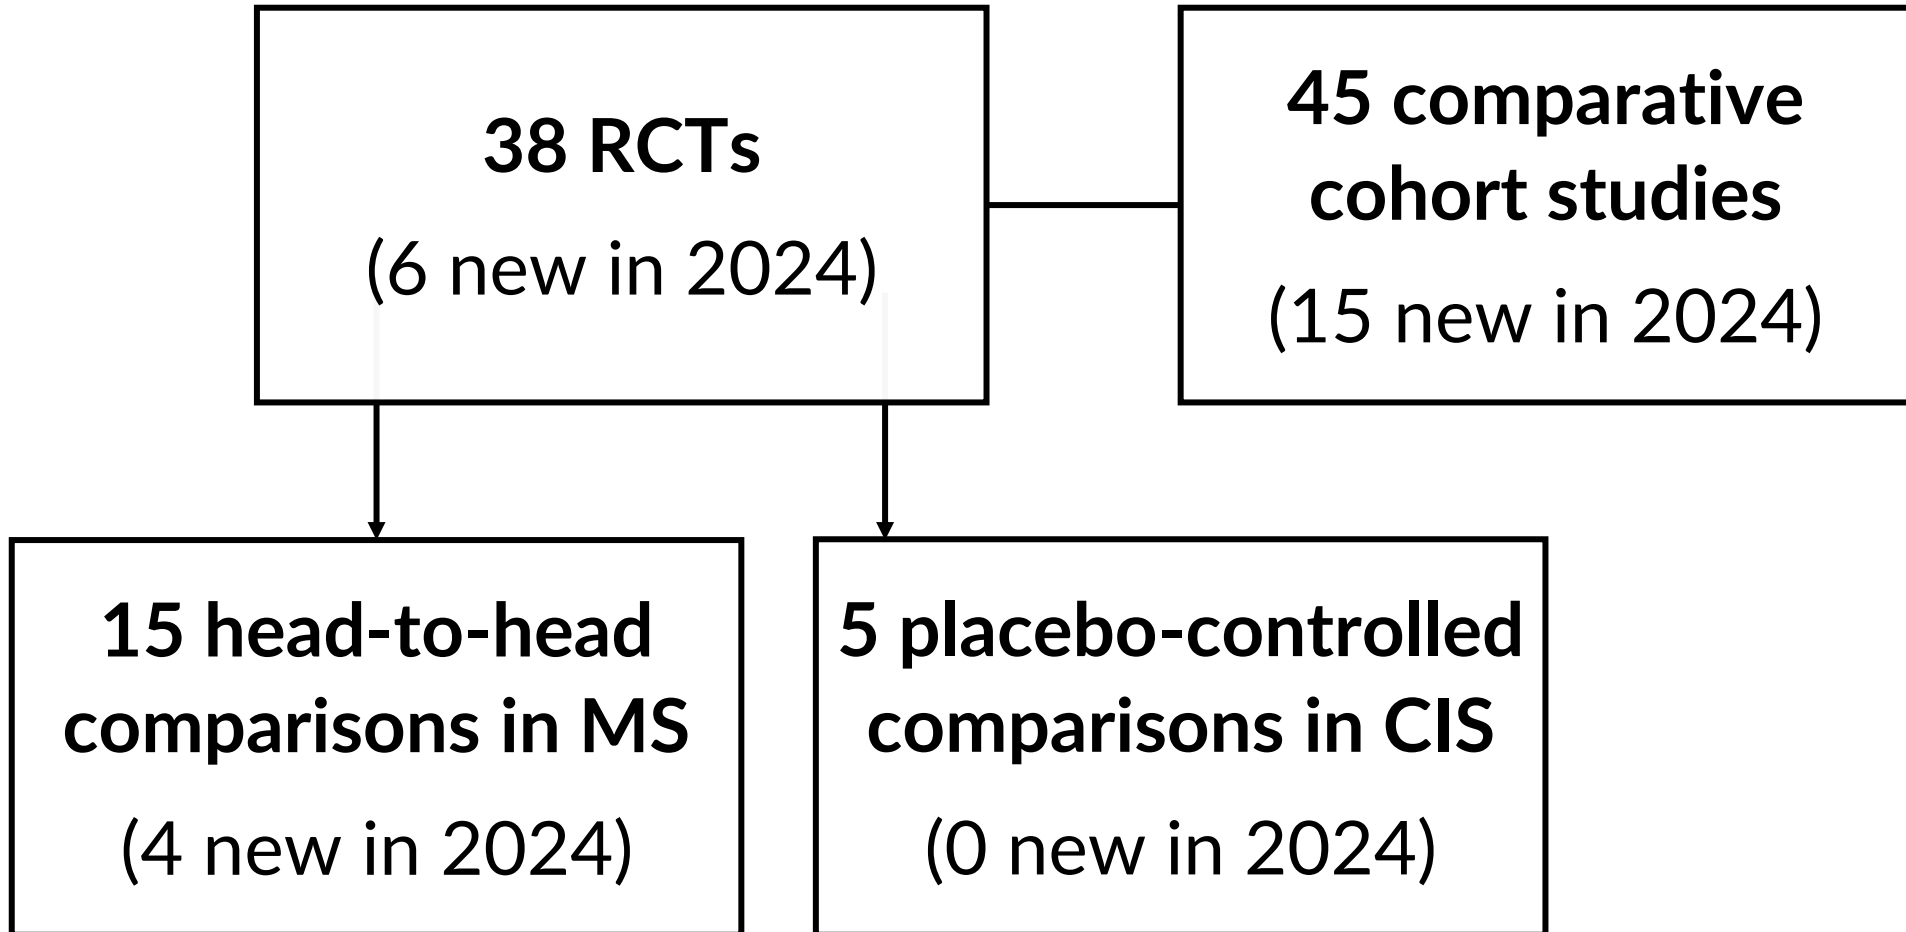 38 RCTs
(6 new in 2024)
45 comparative
cohort studies
(15 new in 2024)
15 head-to-head
comparisons in MS
(4 new in 2024)
5 placebo-controlled
comparisons in CIS
(0 new in 2024)